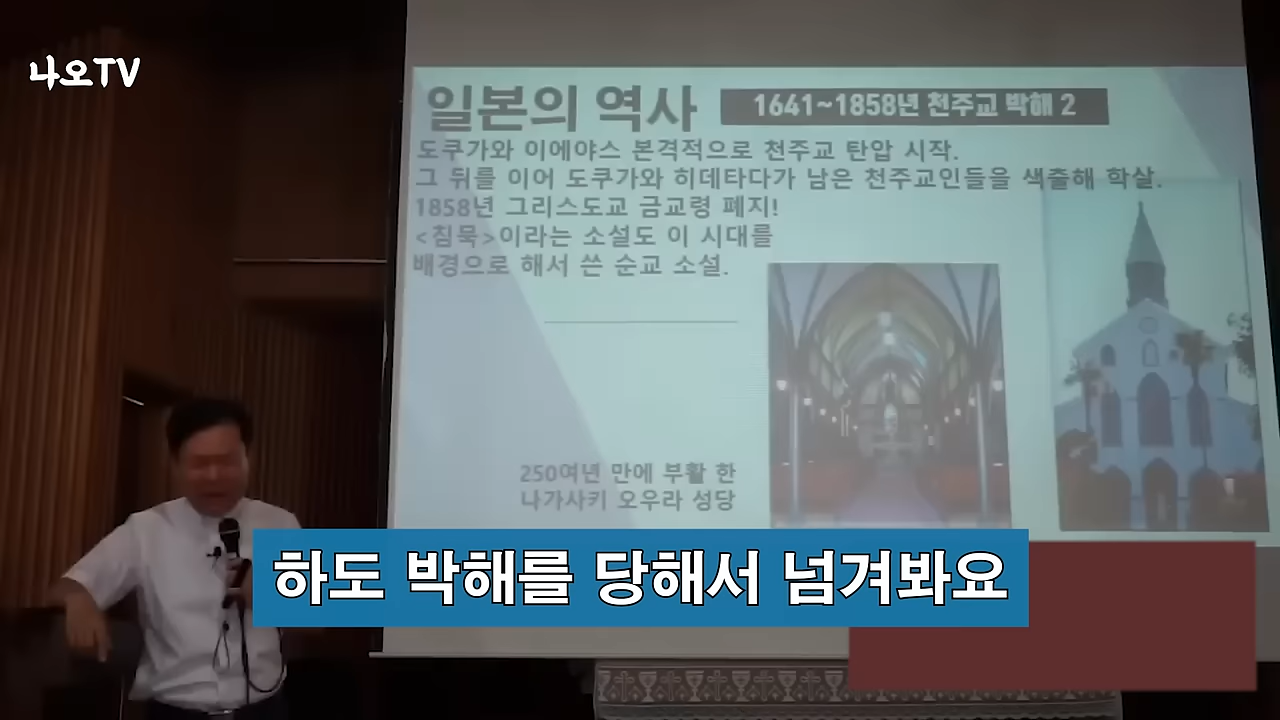 나오TV
일본의 역사
1641~1858년 천주교 박해 2
도쿠가와 이에야스 본격적으로 천주교 탄압 시작.
그 뒤를 이어 도쿠가와 히데타다가 남은 천주교인들을 색출해 학살.
1858년 그리스도교 금교령 폐지!
<침묵>이라는 소설도 이 시대를
배경으로 해서 쓴 순교 소설.
250여년 만에 부활 한
나가사키 오우라 성당
하도 박해를 당해서 넘겨봐요